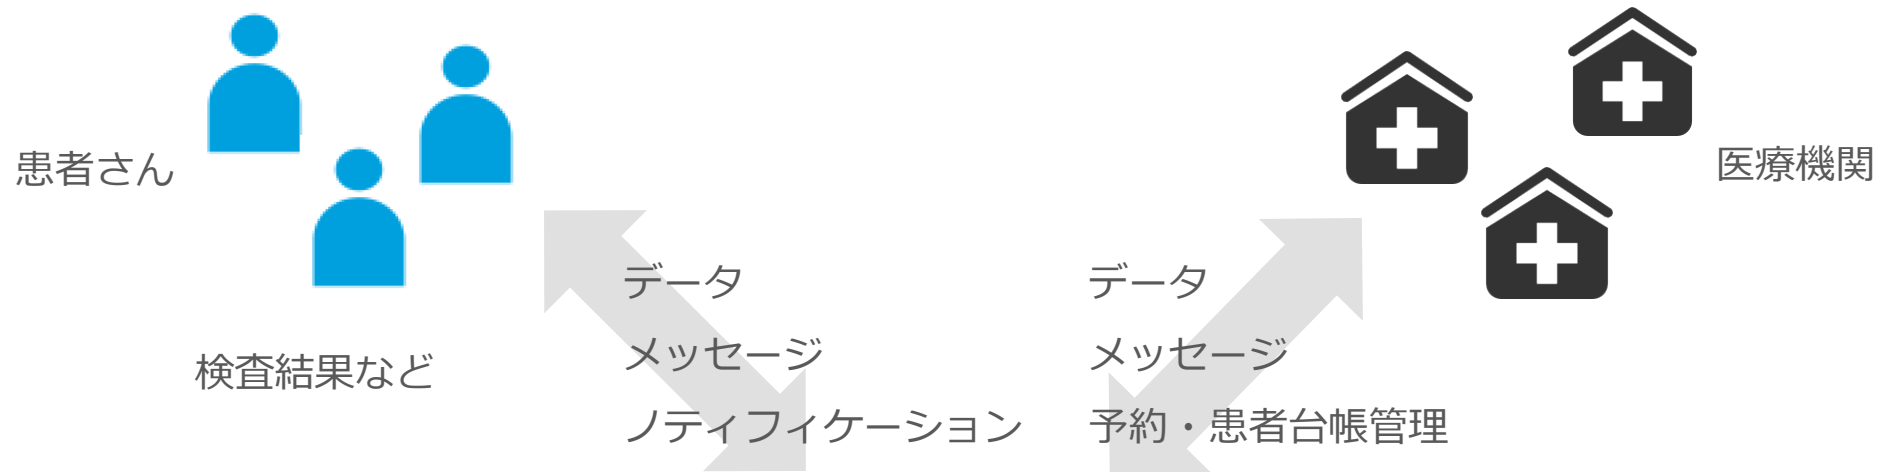 患者さん
医療機関
検査結果など
データ
メッセージ
ノティフィケーション
データ
メッセージ
予約・患者台帳管理